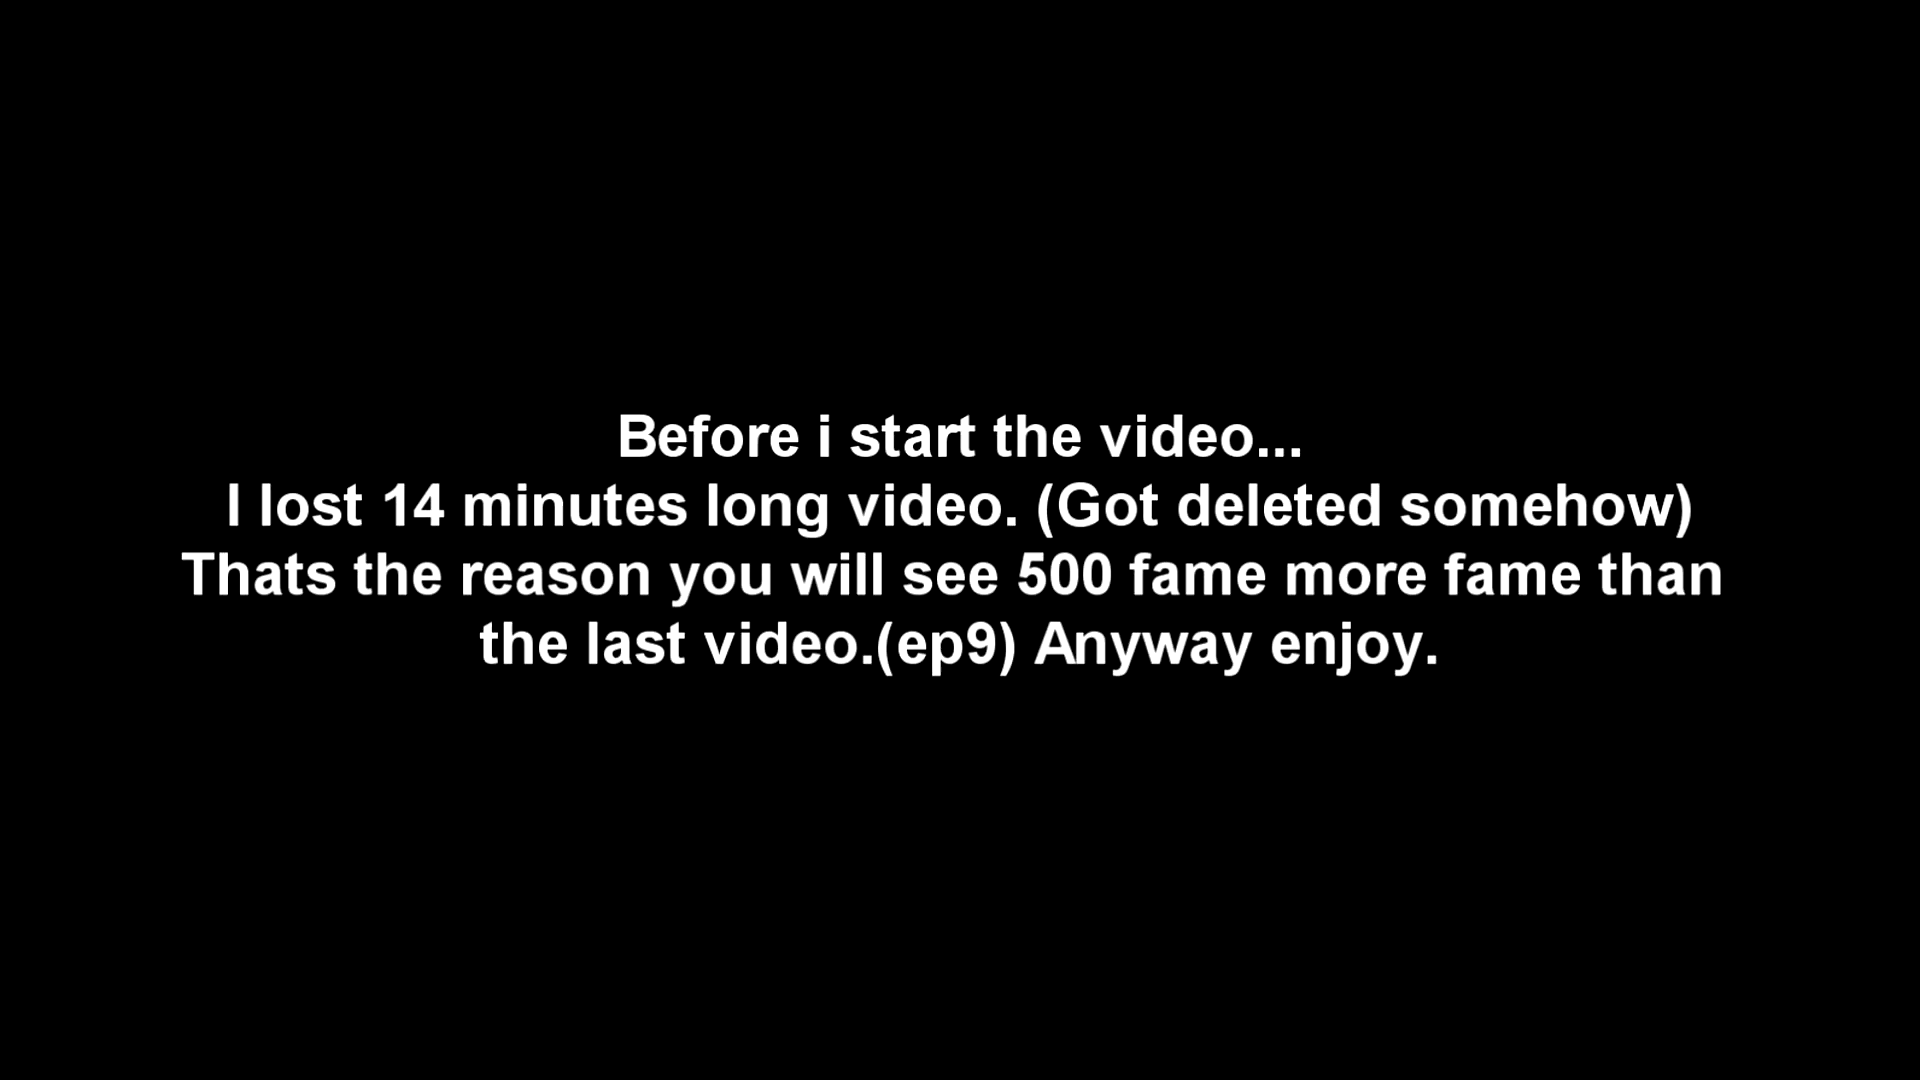 Before i start the video...
I lost 14 minutes long video. (Got deleted somehow)
Thats the reason you will see 500 fame more fame than
the last video.(ep9) Anyway enjoy.